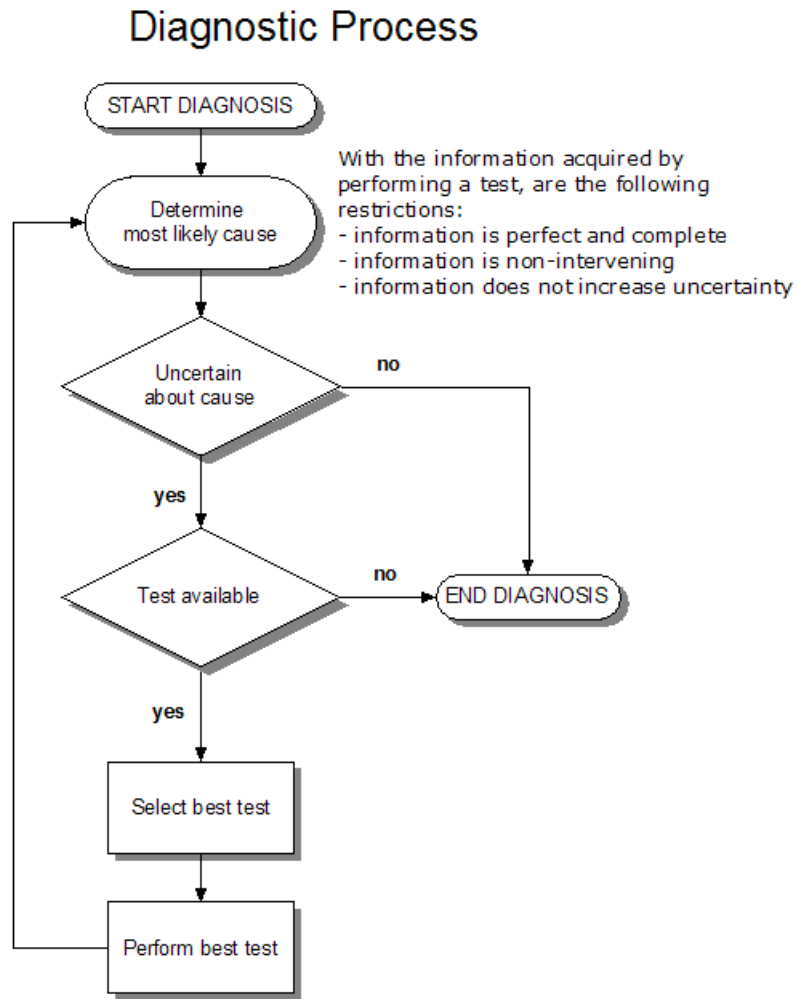 Diagnostic Process
START DIAGNOSIS
With the information acquired by
performing a test, are the following
restrictions:
- information is perfect and complete
- information is non-intervening
- information does not increase uncertainty
Determine
most likely cause
Uncertain
about cause
no
yes
Test available
no
END DIAGNOSIS
yes
Select best test
Perform best test